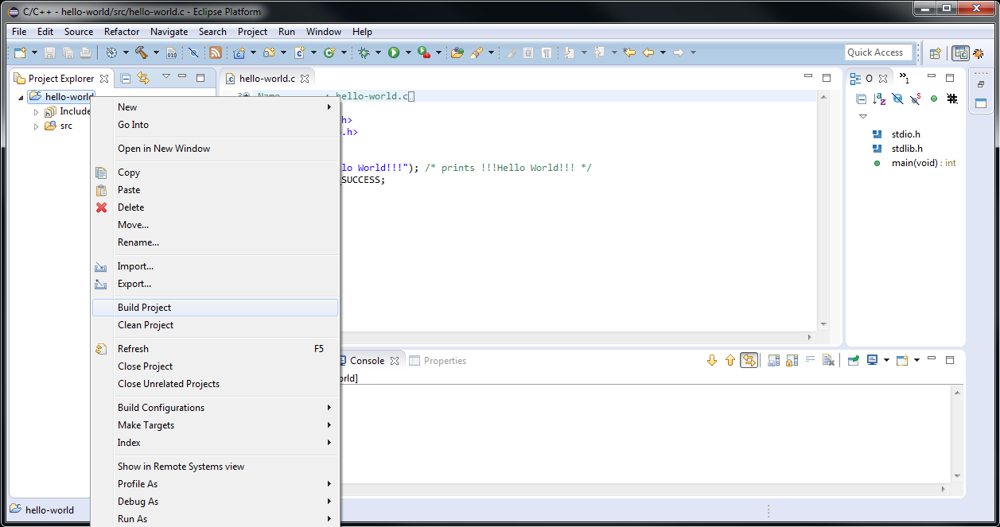 C/C++ - hello-world/src/hello-world.c - Eclipse Platform
File Edit Source Refactor Navigate Search Project Run Window Help
010
Quick Access
Project Explorer
hello-world.c
O
»1
hello-world
Include
src
: hello-world.c
h>
.h>
lo World!!!"); /* prints !!!Hello World!!! */
_SUCCESS;
stdio.h
stdlib.h
main(void) : int
New
Go Into
Open in New Window
Copy
Paste
Delete
Move...
Rename...
Import...
Export...
Build Project
Clean Project
Refresh F5
Close Project
Close Unrelated Projects
Build Configurations
Make Targets
Index
Show in Remote Systems view
Profile As
Debug As
Run As
Console
Properties
orld]
hello-world